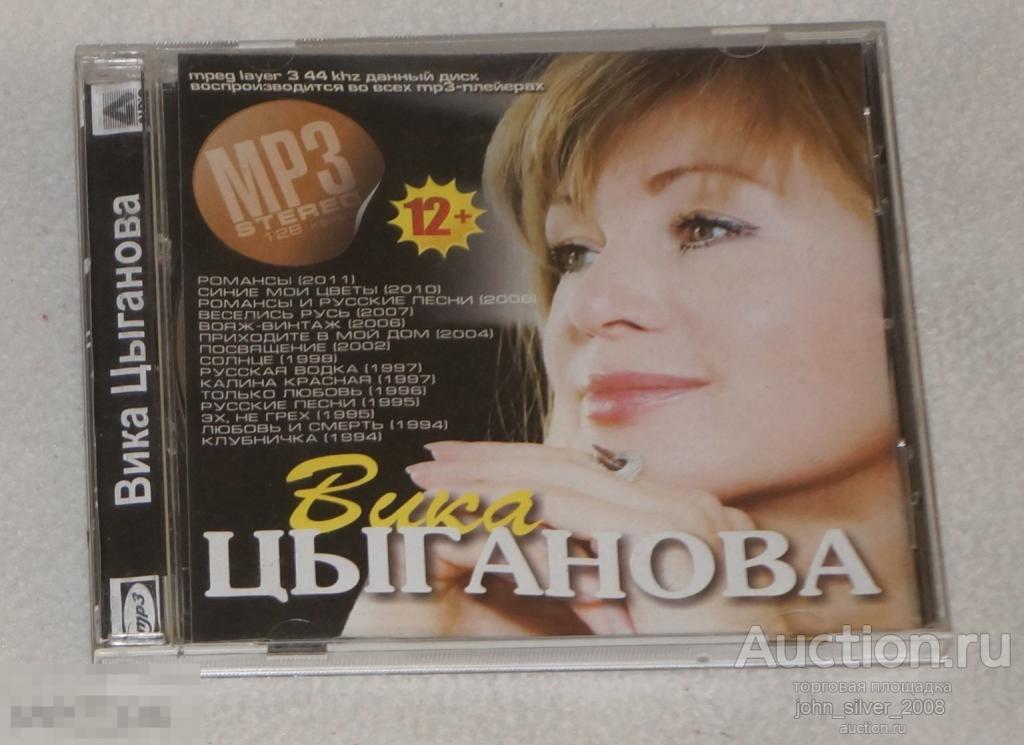 mpeg layer 3 44 khz данный диск
воспроизводится во всех mp3-плейерах
MP3
STEREO
128
12+
РОМАНСЫ (2011)
СИНИЕ МОИ ЦВЕТЫ (2010)
РОМАНСЫ И РУССКИЕ ПЕСНИ (2008)
ВЕСЕЛИСЬ РУСЬ (2007)
ВОЯЖ-ВИНТАЖ (2006)
ПРИХОДИТЕ В МОЙ ДОМ (2004)
ПОСВЯЩЕНИЕ (2002)
СОЛНЦЕ (1998)
РУССКАЯ ВОДКА (1997)
КАЛИНА КРАСНАЯ (1997)
ТОЛЬКО ЛЮБОВЬ (1996)
РУССКИЕ ПЕСНИ (1995)
ЭХ, НЕ ГРЕХ (1995)
ЛЮБОВЬ И СМЕРТЬ (1994)
КЛУБНИЧКА (1994)
Вика
ЦЫГАНОВА
Вика Цыганова
mp3
Auction.ru
торговая площадка
john_silver_2008
auction.ru